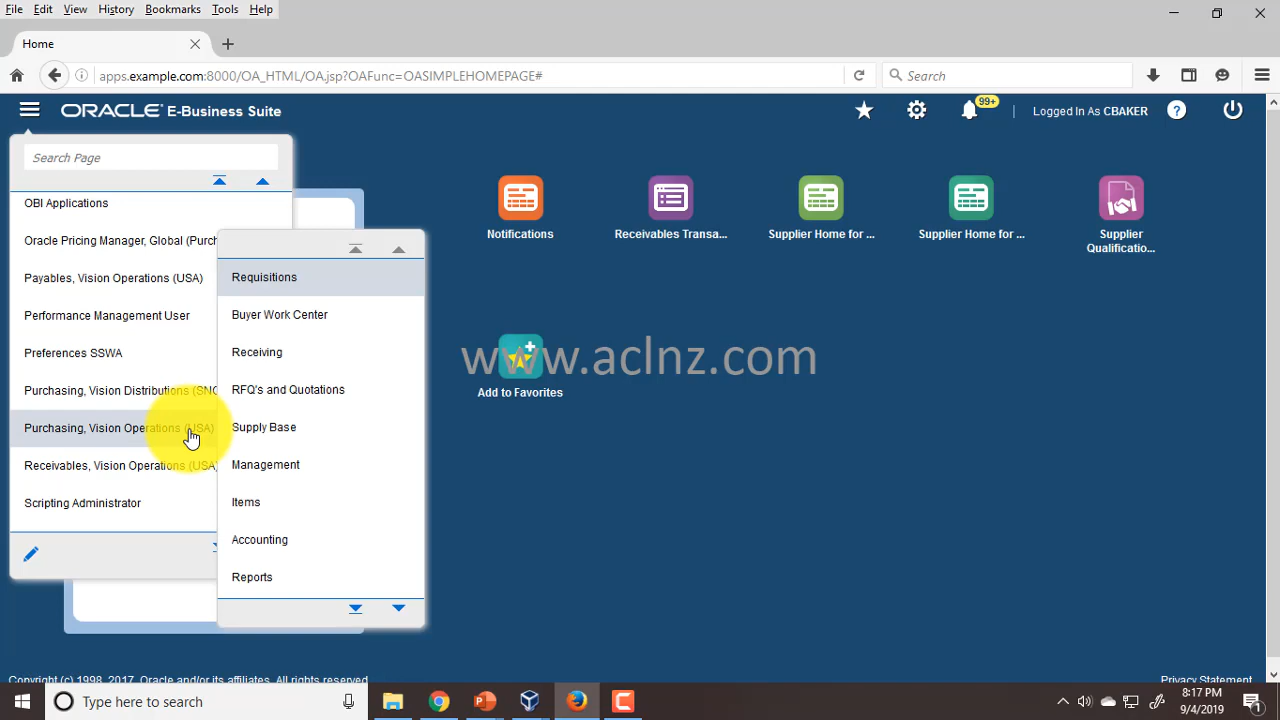 File Edit View History Bookmarks Tools Help
Home
apps.example.com:8000/OA_HTML/OA.jsp?OAFunc=OASIMPLEHOMEPAGE#
Search
ORACLE E-Business Suite
99+
Logged In As CBAKER
?
Search Page
OBI Applications
Oracle Pricing Manager, Global (Purch
Payables, Vision Operations (USA)
Performance Management User
Preferences SSWA
Purchasing, Vision Distributions (SNC
Purchasing, Vision Operations (USA)
Receivables, Vision Operations (USA)
Scripting Administrator
Requisitions
Buyer Work Center
Receiving
RFQ's and Quotations
Supply Base
Management
Items
Accounting
Reports
Notifications
Receivables Transa...
Supplier Home for ...
Supplier Home for ...
Supplier
Qualificatio...
www.aclnz.com
Add to Favorites
Copyright (c) 1998, 2017, Oracle and/or its affiliates. All rights reserved.
Privacy Statement
Type here to search
8:17 PM
9/4/2019
1